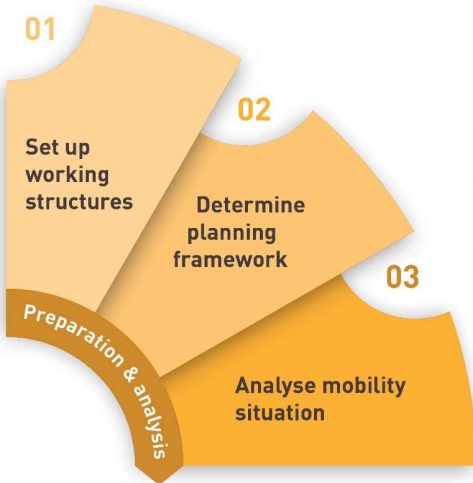 01
Set up
working
structures
02
Determine
planning
framework
03
Analyse mobility
situation
Preparation & analysis